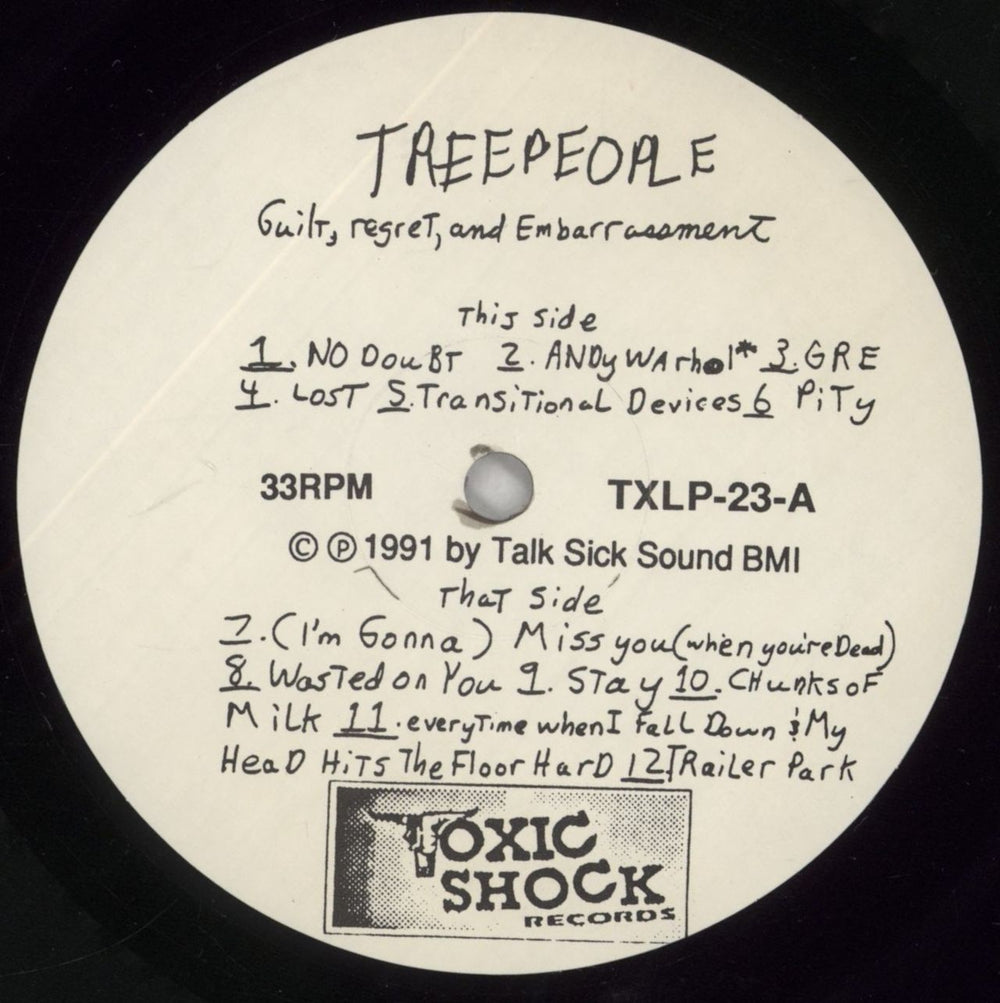 TREEPEOPLE
Guilt, regret, and Embarrassment
This side
1. NO DouBT 2. ANDy WArhol* 3. GRE
4. LOST 5. TransiTionaL Devices 6 PiTy
33RPM TXLP-23-A
© ℗ 1991 by Talk Sick Sound BMI
That side
7. (I'm Gonna) Miss you (when you're Dead)
8. Wasted on You 9. STay 10. CHunks oF
MiLk 11. everyTime when I faLL Down & My
HeaD HiTs The Floor HarD 12 TRaiLer Park
TOXIC
SHOCK
RECORDS